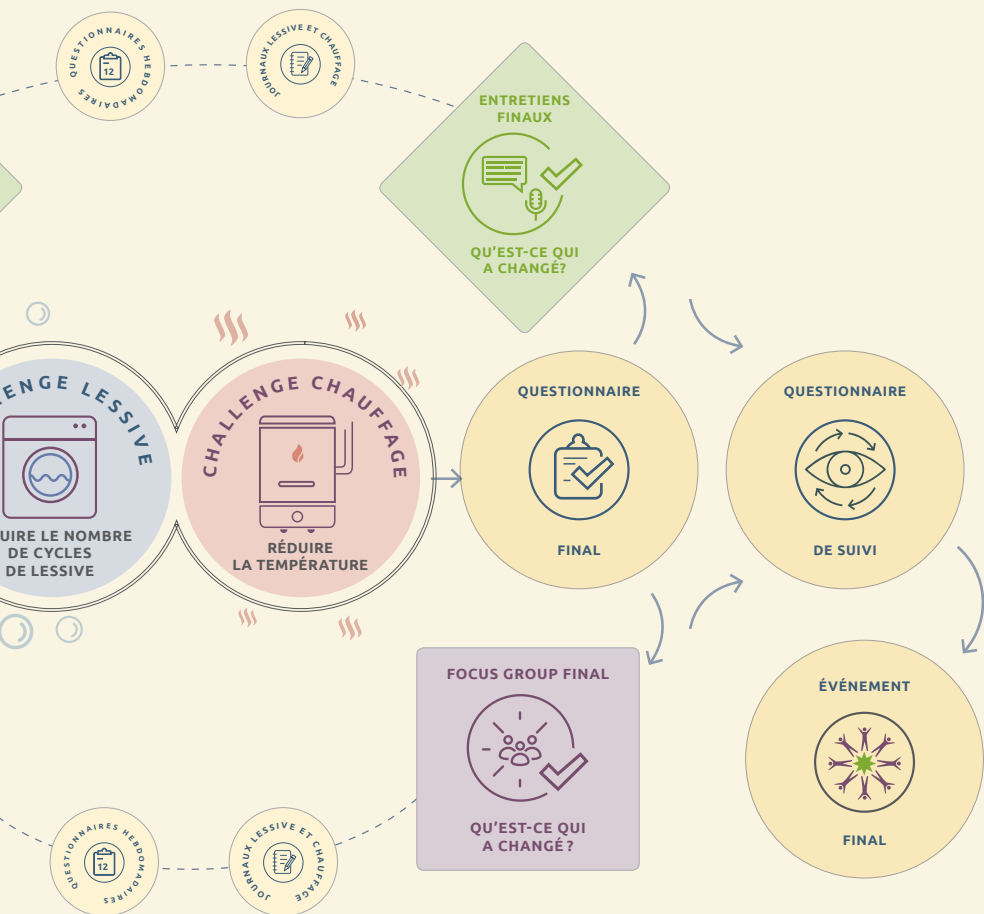 QUESTIONNAIRES HEBDOMADAIRES
12
JOURNAUX LESSIVE ET CHAUFFAGE
ENTRETIENS
FINAUX
QU'EST-CE QUI
A CHANGÉ?
ENGE LESSIVE
UIRE LE NOMBRE
DE CYCLES
DE LESSIVE
CHALLENGE CHAUFFAGE
RÉDUIRE
LA TEMPÉRATURE
QUESTIONNAIRE
FINAL
QUESTIONNAIRE
DE SUIVI
FOCUS GROUP FINAL
QU'EST-CE QUI
A CHANGÉ ?
ÉVÉNEMENT
FINAL
QUESTIONNAIRES HEBDOMADAIRES
12
JOURNAUX LESSIVE ET CHAUFFAGE